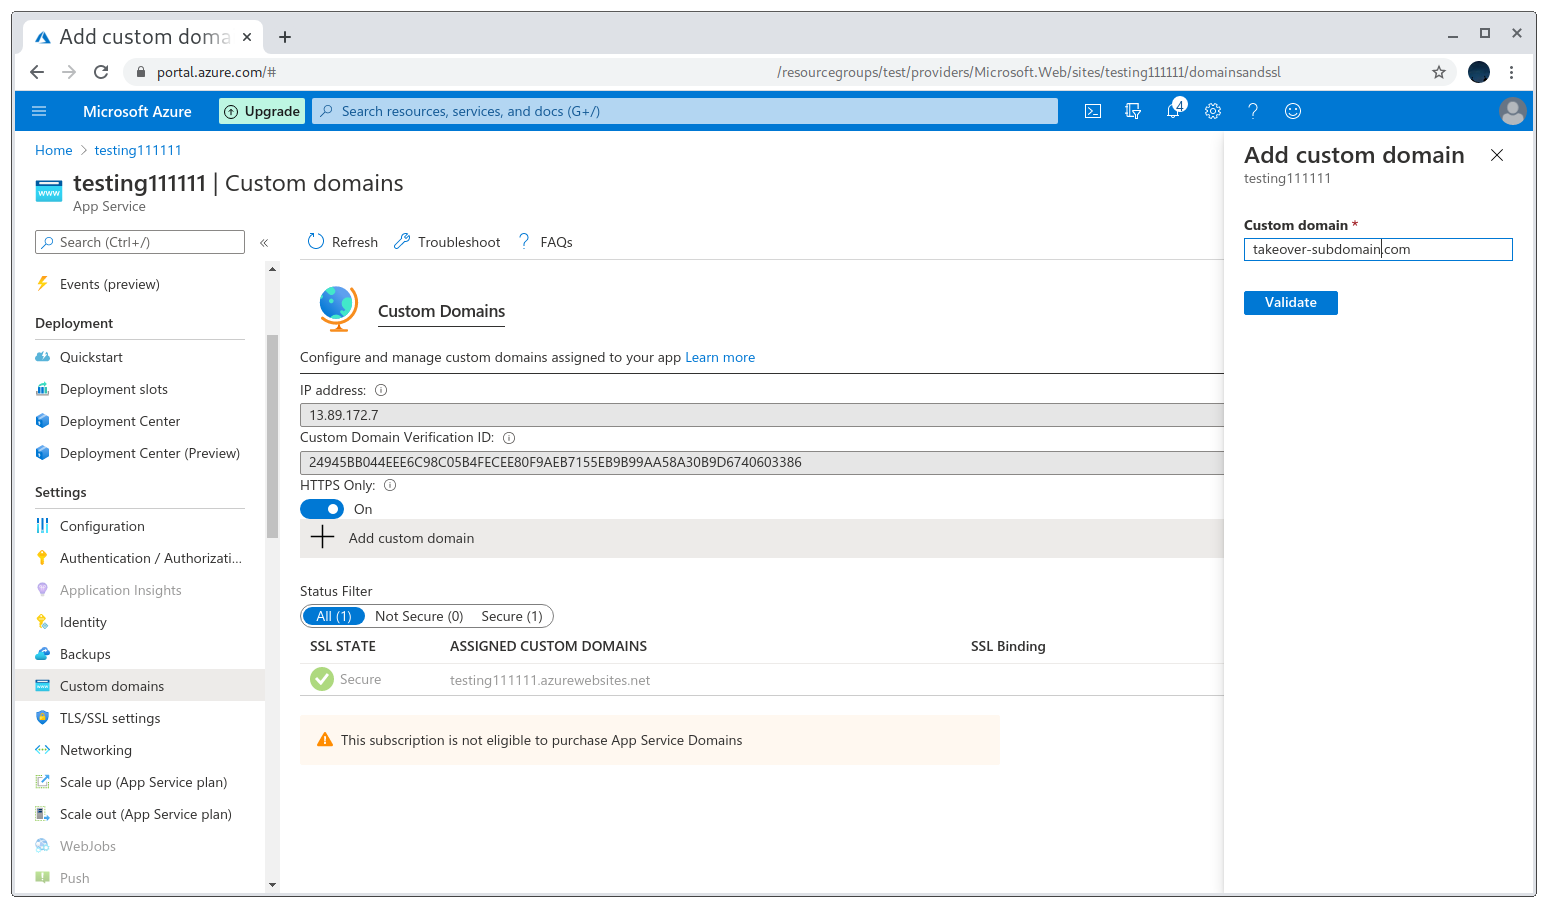 Add custom doma
portal.azure.com/# /resourcegroups/test/providers/Microsoft.Web/sites/testing111111/domainsandssl
Microsoft Azure
Upgrade
Search resources, services, and docs (G+/)
4
Home > testing111111
testing111111 | Custom domains
App Service
Search (Ctrl+/)
«
Events (preview)
Deployment
Quickstart
Deployment slots
Deployment Center
Deployment Center (Preview)
Settings
Configuration
Authentication / Authorizati...
Application Insights
Identity
Backups
Custom domains
TLS/SSL settings
Networking
Scale up (App Service plan)
Scale out (App Service plan)
WebJobs
Push
Refresh
Troubleshoot
? FAQs
Custom Domains
Configure and manage custom domains assigned to your app Learn more
IP address:
13.89.172.7
Custom Domain Verification ID:
24945BB044EEE6C98C05B4FECEE80F9AEB7155EB9B99AA58A30B9D6740603386
HTTPS Only:
On
Add custom domain
Status Filter
All (1) Not Secure (0) Secure (1)
SSL STATE ASSIGNED CUSTOM DOMAINS SSL Binding
Secure testing111111.azurewebsites.net
This subscription is not eligible to purchase App Service Domains
Add custom domain
testing111111
Custom domain *
takeover-subdomain.com
Validate